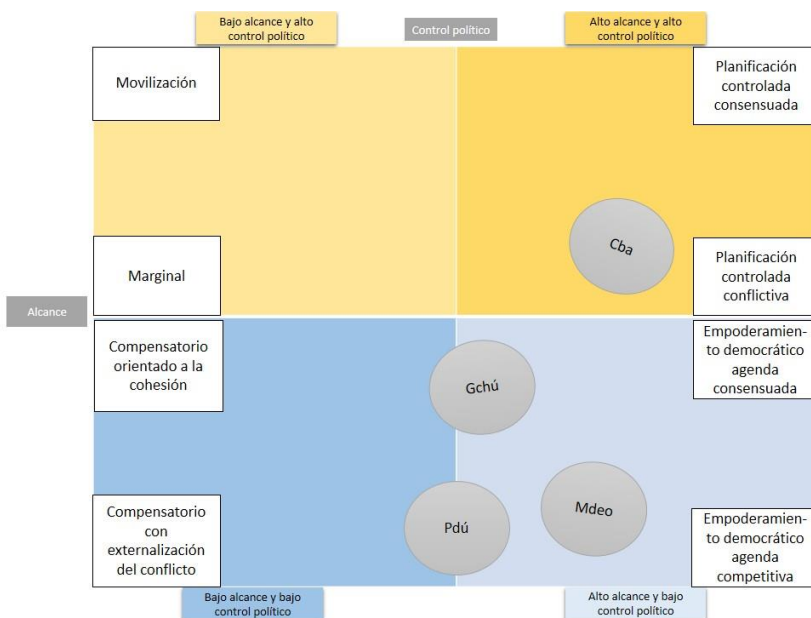 Bajo alcance y alto
control político
Control político
Alto alcance y alto
control político
Movilización
Planificación
controlada
consensuada
Cba
Marginal
Planificación
controlada
conflictiva
Alcance
Compensatorio
orientado a la
cohesión
Gchú
Empoderamien-
to democrático
agenda
consensuada
Compensatorio
con
externalización
del conflicto
Pdú
Mdeo
Empoderamien-
to democrático
agenda
competitiva
Bajo alcance y bajo
control político
Alto alcance y bajo
control político